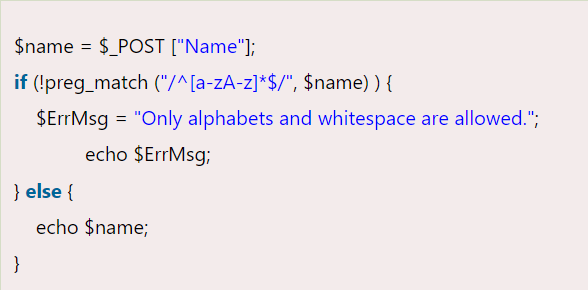 $name = $_POST ["Name"];
if (!preg_match ("/^[a-zA-z]*$/", $name) ) {
$ErrMsg = "Only alphabets and whitespace are allowed.";
echo $ErrMsg;
} else {
echo $name;
}